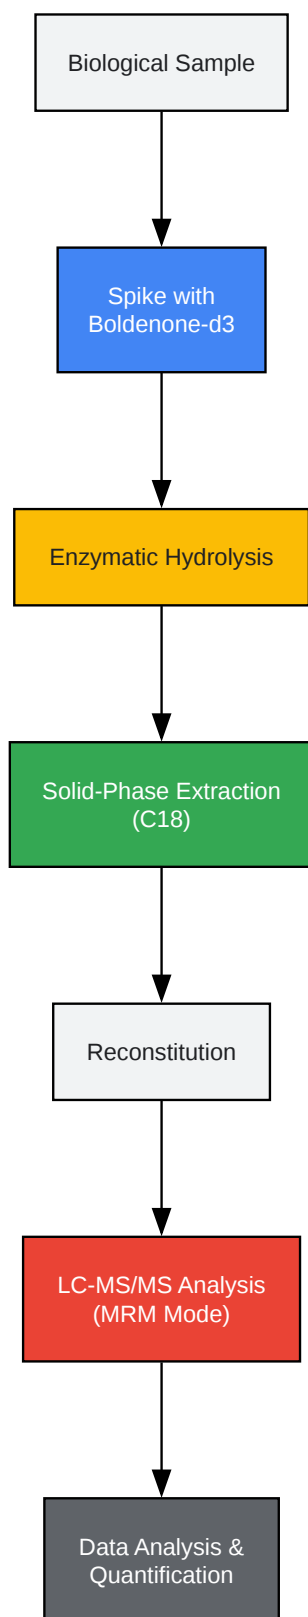 Biological Sample
Spike with
Boldenone-d3
Enzymatic Hydrolysis
Solid-Phase Extraction
(C18)
Reconstitution
LC-MS/MS Analysis
(MRM Mode)
Data Analysis &
Quantification